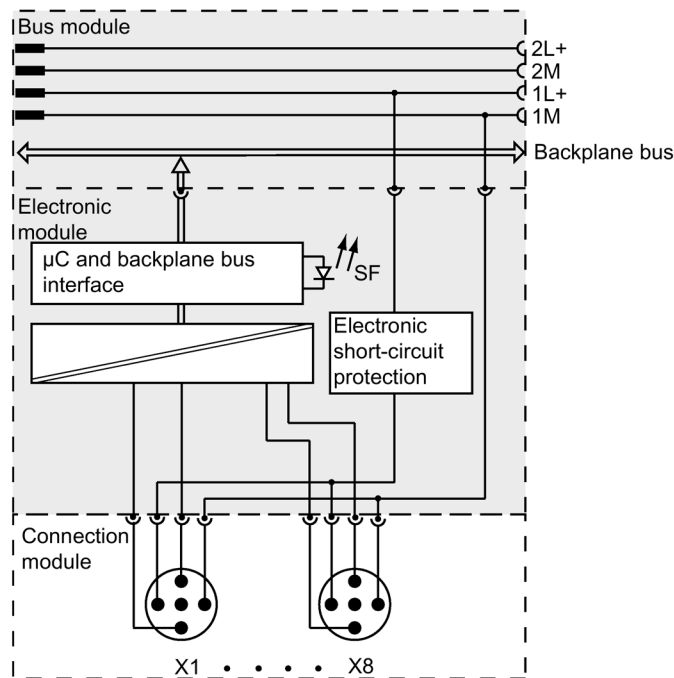 Bus module
2L+
2M
1L+
1M
Backplane bus
Electronic
module
µC and backplane bus
interface
SF
Electronic
short-circuit
protection
Connection
module
X1 • • • • X8